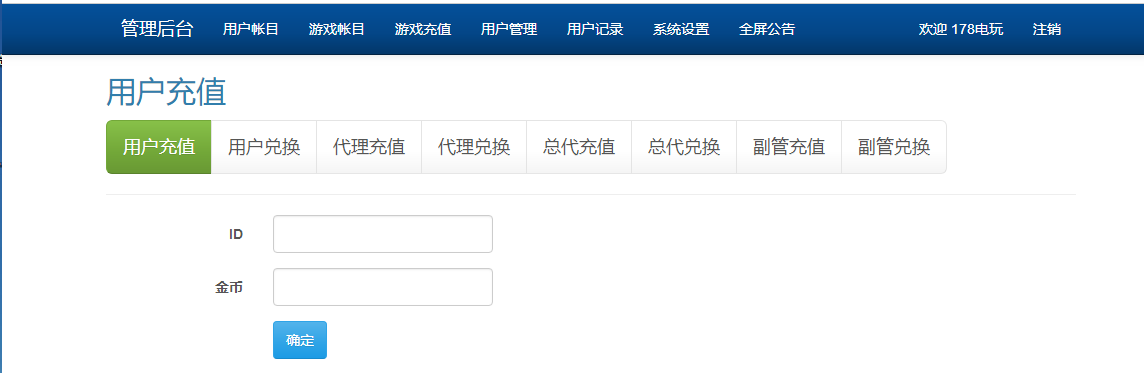 管理后台 用户帐目 游戏帐目 游戏充值 用户管理 用户记录 系统设置 全屏公告 欢迎 178电玩 注销
用户充值
用户充值 用户兑换 代理充值 代理兑换 总代充值 总代兑换 副管充值 副管兑换
ID
金币
确定